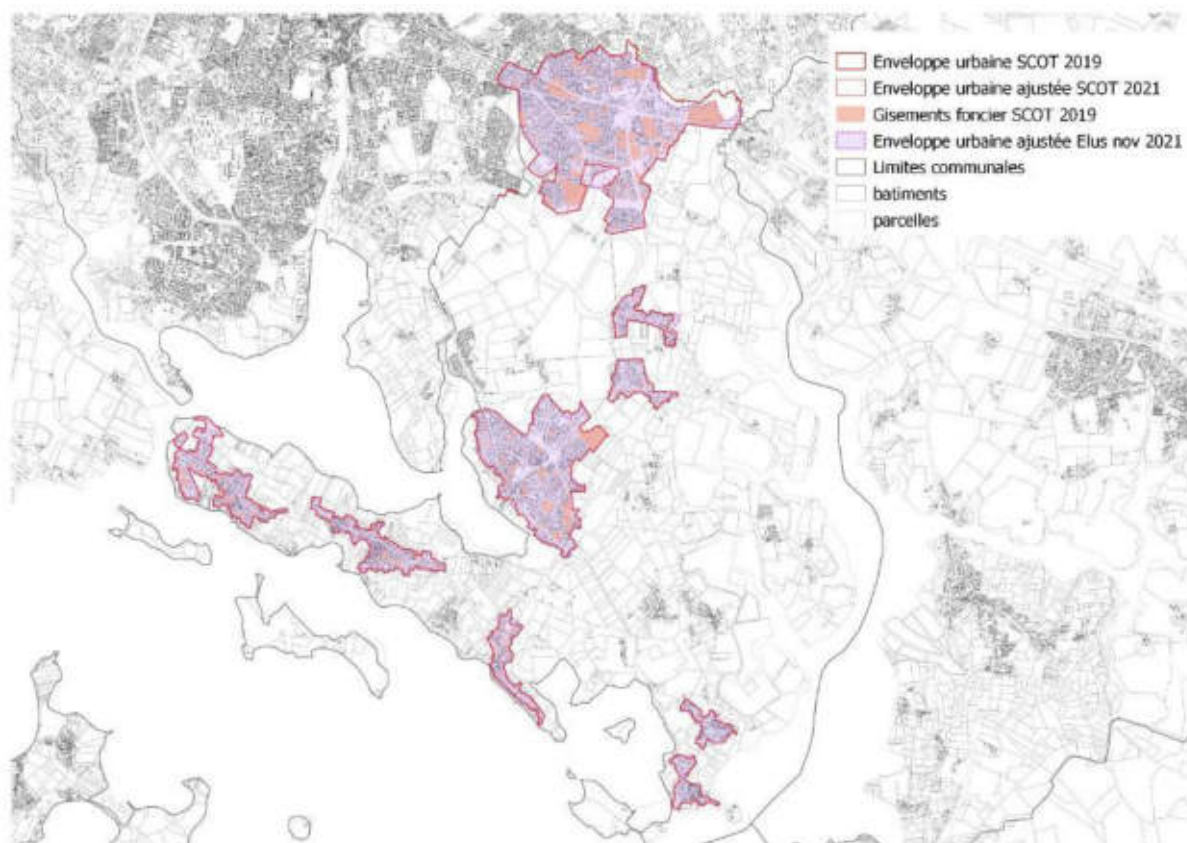 Enveloppe urbaine SCOT 2019
Enveloppe urbaine ajustée SCOT 2021
Gisements foncier SCOT 2019
Enveloppe urbaine ajustée Elus nov 2021
Limites communales
batiments
parcelles